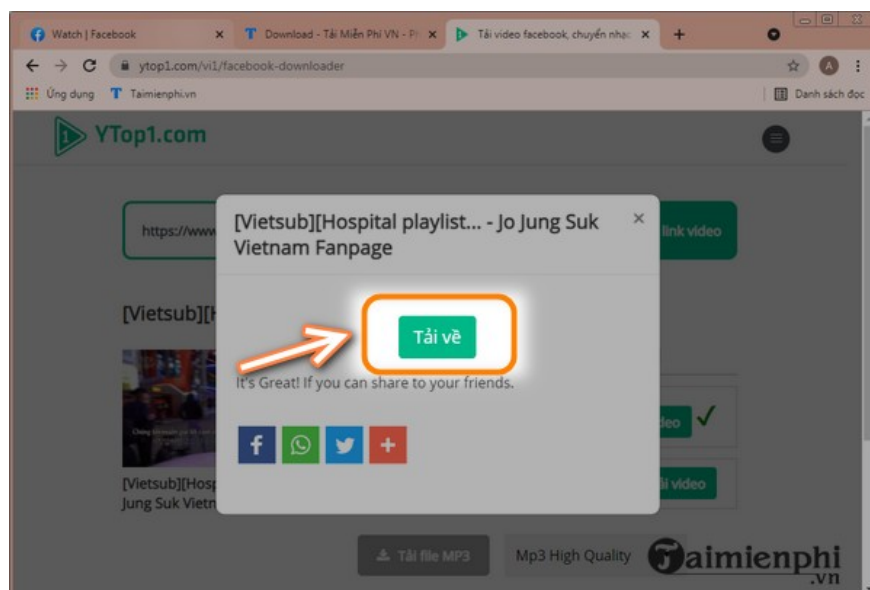 Watch | Facebook
Download - Tải Miễn Phí VN - Ph
Tải video facebook, chuyển nhạc
ytop1.com/vi1/facebook-downloader
A
Ứng dụng
Taimienphi.vn
Danh sách đọc
YTop1.com
https://www
link video
[Vietsub][Hospital playlist... - Jo Jung Suk
Vietnam Fanpage
[Vietsub][H
Tải về
It's Great! If you can share to your friends.
deo
ải video
[Vietsub][Hosp
Jung Suk Vietn
Tải file MP3
Mp3 High Quality
Taimienphi
.vn